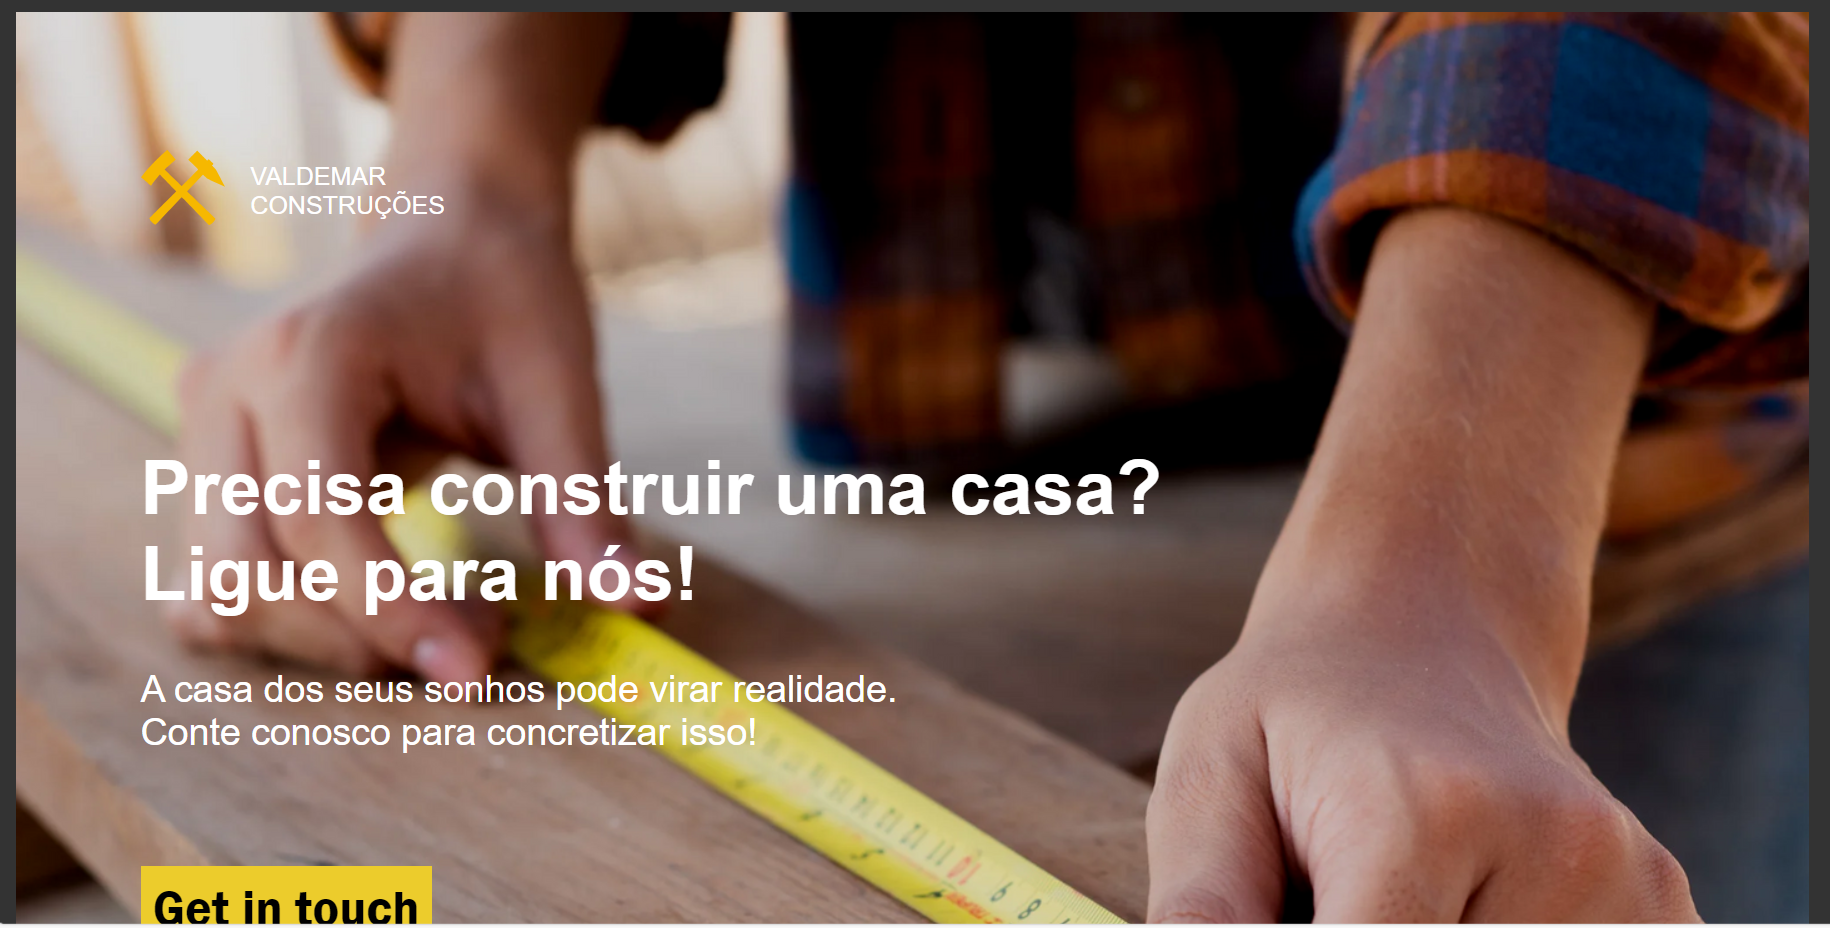 VALDEMAR
CONSTRUÇÕES
Precisa construir uma casa?
Ligue para nós!
A casa dos seus sonhos pode virar realidade.
Conte conosco para concretizar isso!
Get in touch